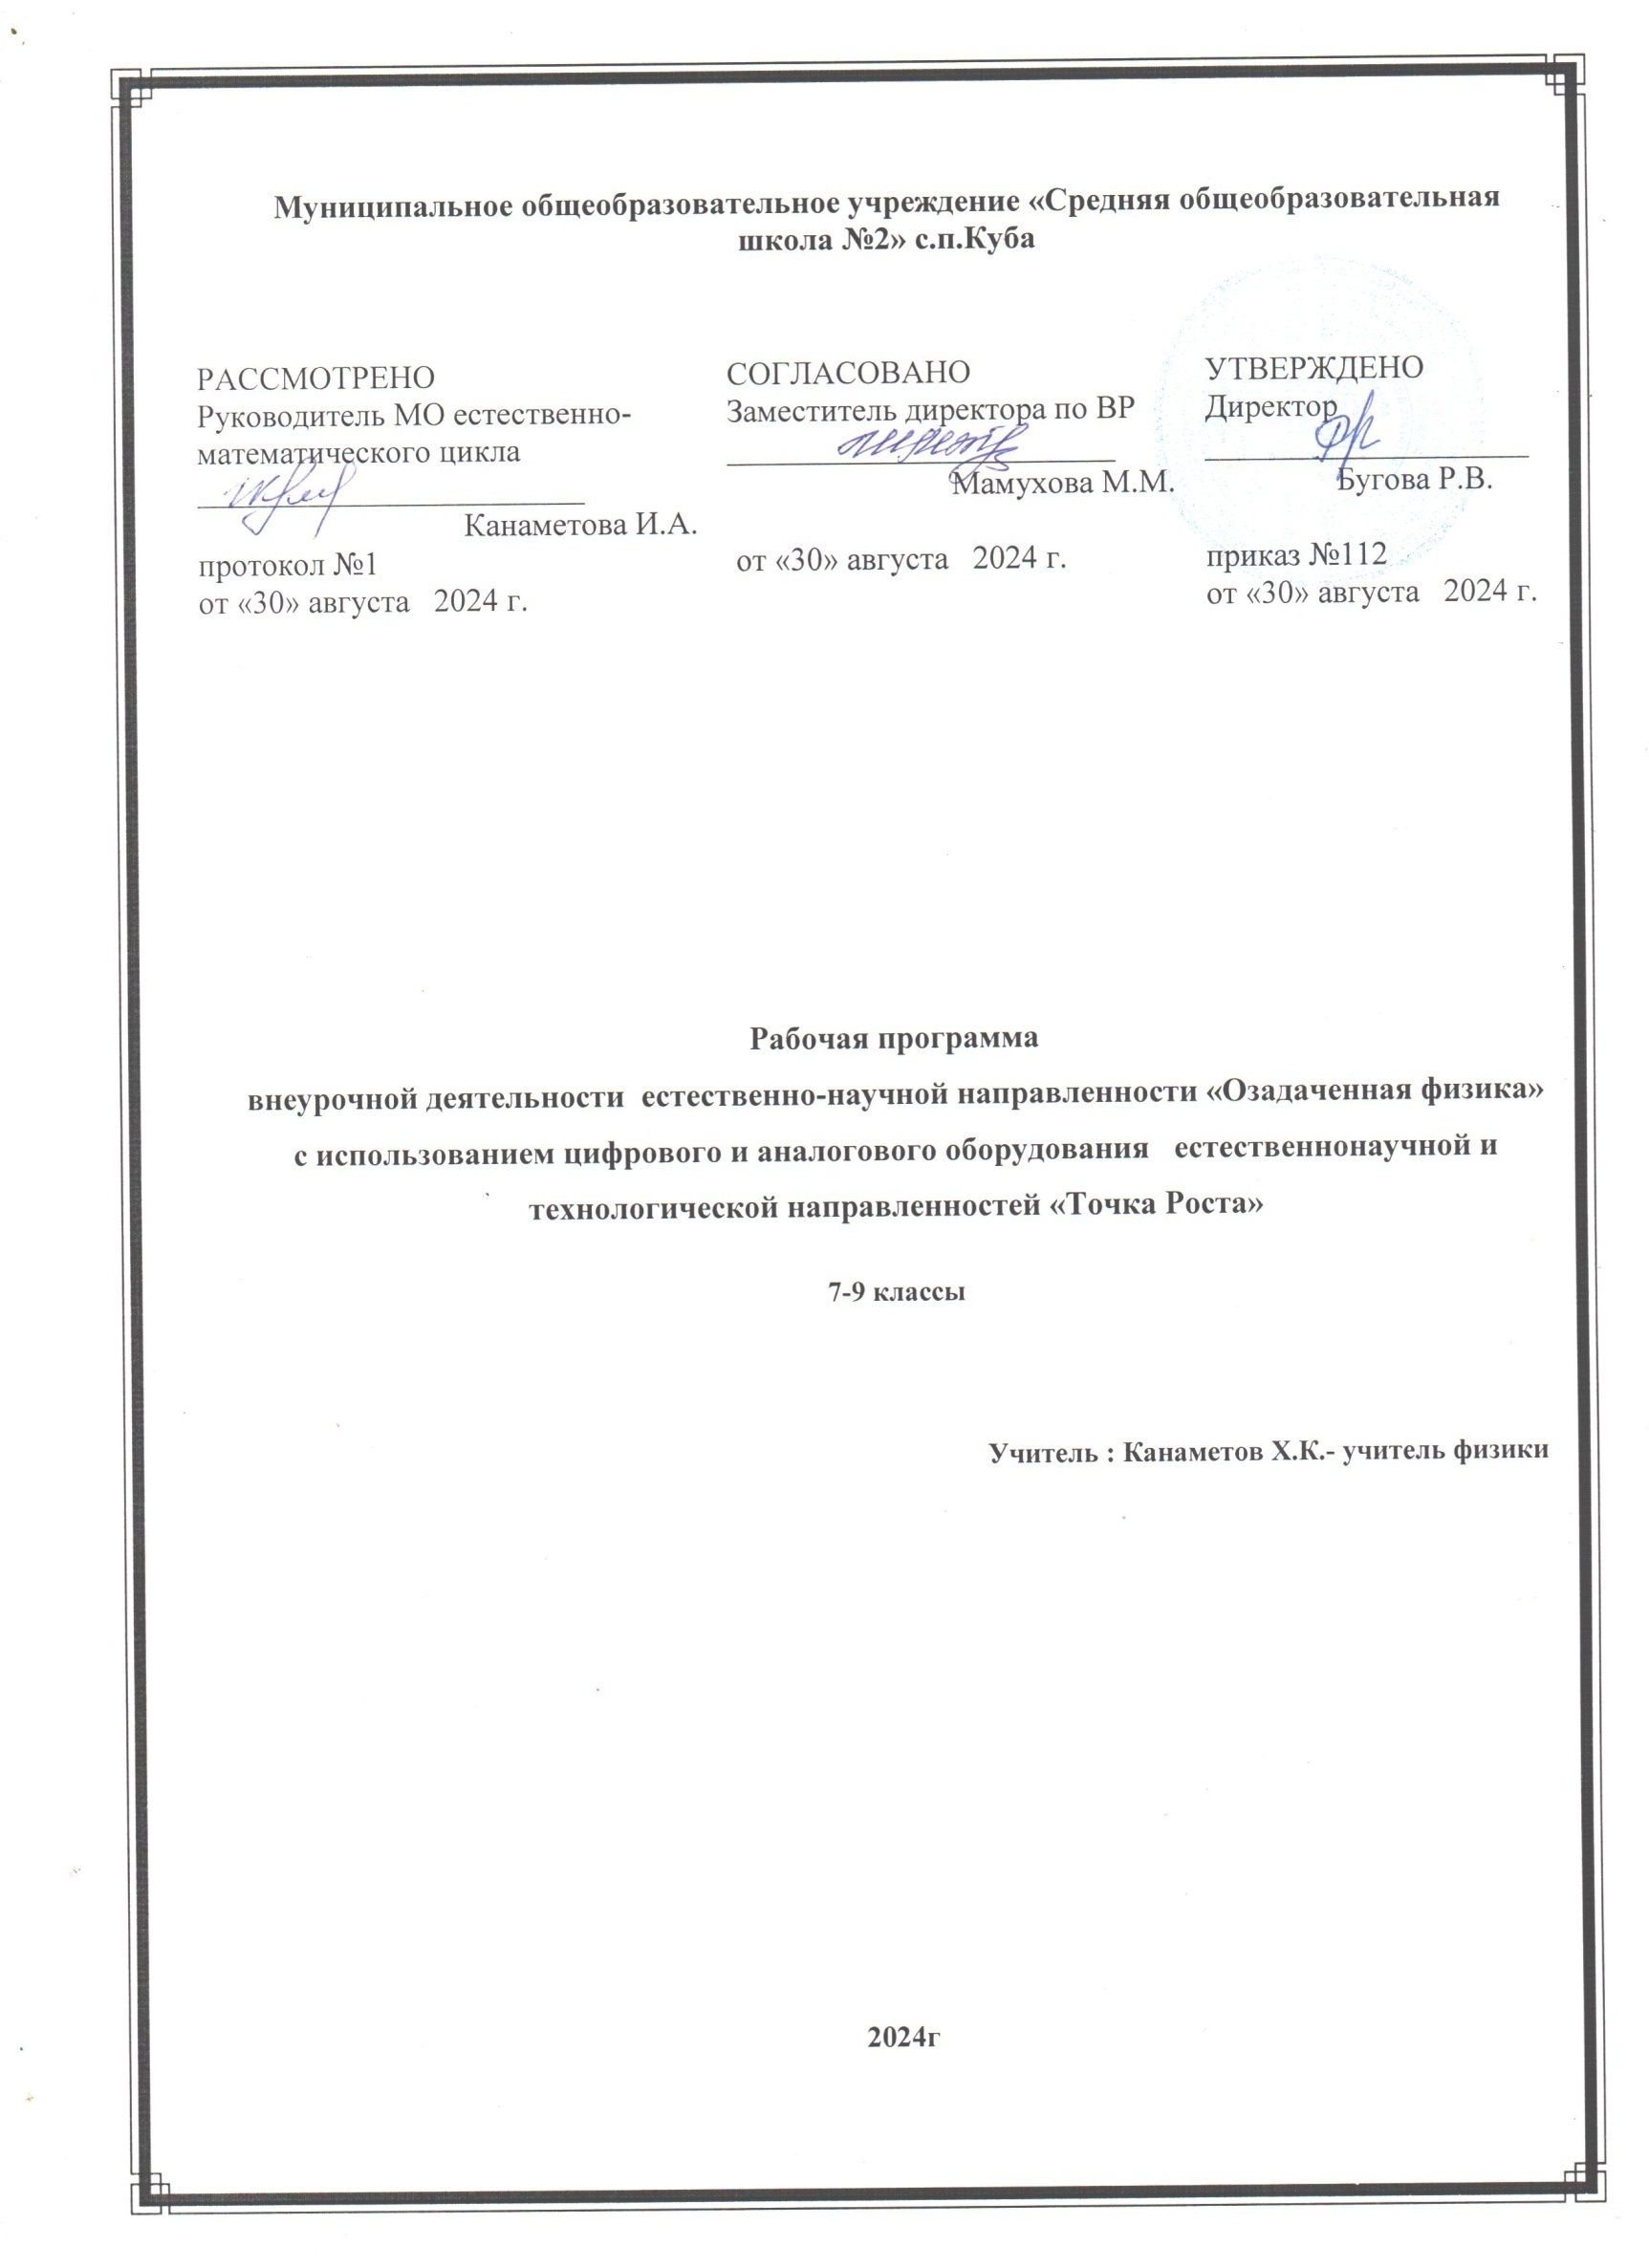 Муниципальное общеобразовательное учреждение «Средняя общеобразовательная
школа №2» с.п.Куба
РАССМОТРЕНО
Руководитель МО естественно-
математического цикла
Канаметова И.А.
протокол №1
от «30» августа 2024 г.
СОГЛАСОВАНО
Заместитель директора по ВР
Мамухова М.М.
от «30» августа 2024 г.
УТВЕРЖДЕНО
Директор
Бугова Р.В.
приказ №112
от «30» августа 2024 г.
Рабочая программа
внеурочной деятельности естественно-научной направленности «Озадаченная физика»
с использованием цифрового и аналогового оборудования естественнонаучной и
технологической направленностей «Точка Роста»
7-9 классы
Учитель : Канаметов Х.К.- учитель физики
2024г